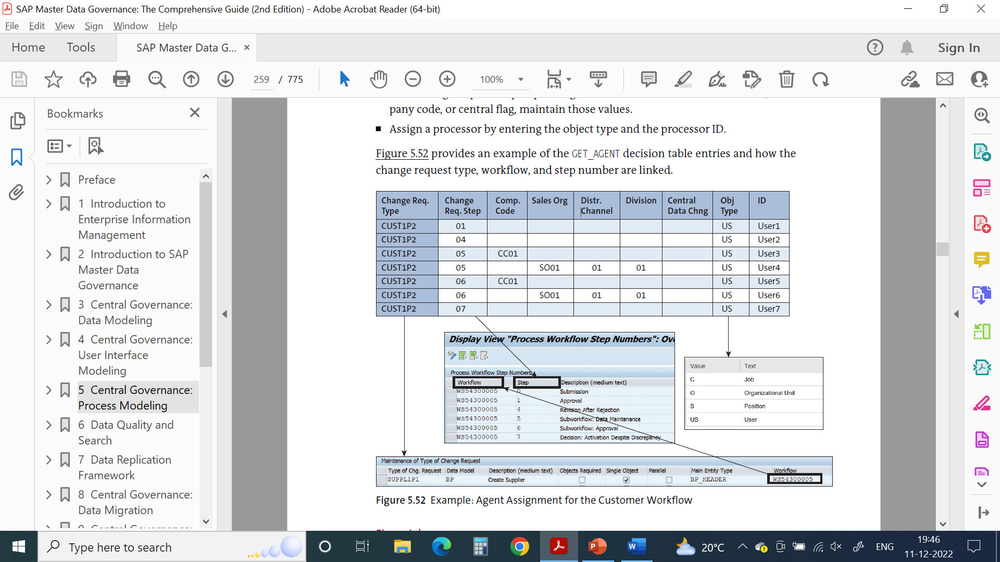 SAP Master Data Governance: The Comprehensive Guide (2nd Edition) - Adobe Acrobat Reader (64-bit)
File Edit View Sign Window Help
Home Tools SAP Master Data G... Sign In
259 / 775 100%
Bookmarks
Preface
1 Introduction to
Enterprise Information
Management
2 Introduction to SAP
Master Data
Governance
3 Central Governance:
Data Modeling
4 Central Governance:
User Interface
Modeling
5 Central Governance:
Process Modeling
6 Data Quality and
Search
7 Data Replication
Framework
8 Central Governance:
Data Migration
pany code, or central flag, maintain those values.
■ Assign a processor by entering the object type and the processor ID.
Figure 5.52 provides an example of the GET_AGENT decision table entries and how the
change request type, workflow, and step number are linked.
Change Req. Type Change Req. Step Comp. Code Sales Org Distr. Channel Division Central Data Chng Obj Type ID
CUST1P2 01 US User1
CUST1P2 04 US User2
CUST1P2 05 CC01 US User3
CUST1P2 05 SO01 01 01 US User4
CUST1P2 06 CC01 US User5
CUST1P2 06 SO01 01 01 US User6
CUST1P2 07 US User7
Display View "Process Workflow Step Numbers": Ove
Process Workflow Step Numbers
Workflow Step Description (medium text)
WS54300005 0 Submission
WS54300005 1 Approval
WS54300005 4 Revision After Rejection
WS54300005 5 Subworkflow: Data Maintenance
WS54300005 6 Subworkflow: Approval
WS54300005 7 Decision: Activation Despite Discrepancy
Value Text
C Job
O Organizational Unit
S Position
US User
Maintenance of Type of Change Request
Type of Chg. Request Data Model Description (medium text) Objects Required Single Object Parallel Main Entity Type Workflow
SUPPL1P1 BP Create Supplier BP_HEADER WS54300005
Figure 5.52 Example: Agent Assignment for the Customer Workflow
Type here to search
20°C ENG
19:46
11-12-2022